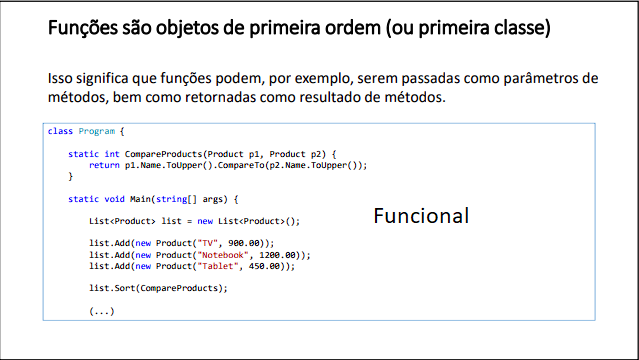 Funções são objetos de primeira ordem (ou primeira classe)
Isso significa que funções podem, por exemplo, serem passadas como parâmetros de
métodos, bem como retornadas como resultado de métodos.
class Program {
static int CompareProducts(Product p1, Product p2) {
return p1.Name.ToUpper().CompareTo(p2.Name.ToUpper());
}
static void Main(string[] args) {
List<Product> list = new List<Product>();
Funcional
list.Add(new Product("TV", 900.00));
list.Add(new Product("Notebook", 1200.00));
list.Add(new Product("Tablet", 450.00));
list.Sort(CompareProducts);
(...)